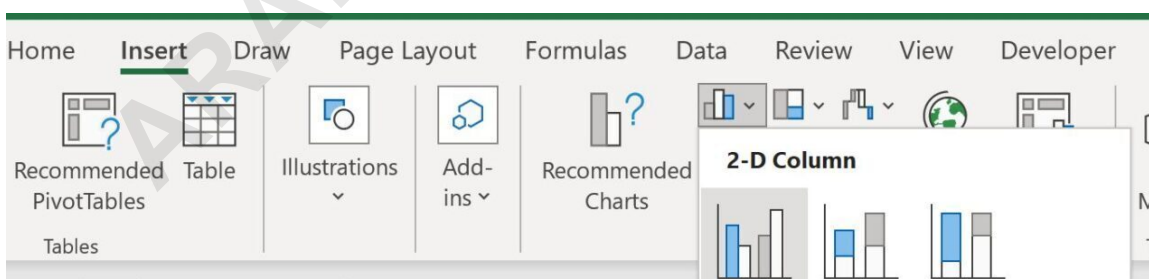 Home Insert Draw Page Layout Formulas Data Review View Developer
Recommended PivotTables
Table
Illustrations
Add-ins
Recommended Charts
2-D Column
Tables